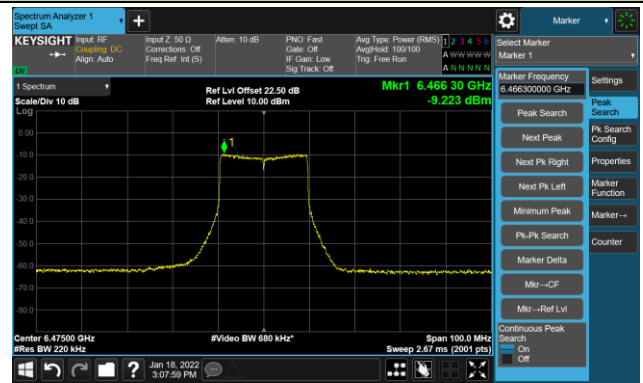 Spectrum Analyzer 1
Swept SA
Marker
KEYSIGHT
Input: RF
Coupling: DC
Align: Auto
Input Z: 50 Ω
Corrections: Off
Freq Ref: Int (S)
Atten: 10 dB
PNO: Fast
Gate: Off
IF Gain: Low
Sig Track: Off
Avg Type: Power (RMS)
Avg|Hold: 100/100
Trig: Free Run
1 2 3 4 5 6
A W W W W W
A N N N N N
Select Marker
Marker 1
1 Spectrum
Scale/Div 10 dB
Log
Ref Lvl Offset 22.50 dB
Ref Level 10.00 dBm
Mkr1 6.466 30 GHz
-9.223 dBm
0.00
-10.0
-20.0
-30.0
-40.0
-50.0
-60.0
-70.0
-80.0
1
Center 6.47500 GHz
#Res BW 220 kHz
#Video BW 680 kHz*
Span 100.0 MHz
Sweep 2.67 ms (2001 pts)
Marker Frequency
6.466300000 GHz
Peak Search
Next Peak
Next Pk Right
Next Pk Left
Minimum Peak
Pk-Pk Search
Marker Delta
Mkr→CF
Mkr→Ref Lvl
Continuous Peak
Search
On
Off
Settings
Peak
Search
Pk Search
Config
Properties
Marker
Function
Marker→
Counter
Jan 18, 2022
3:07:59 PM